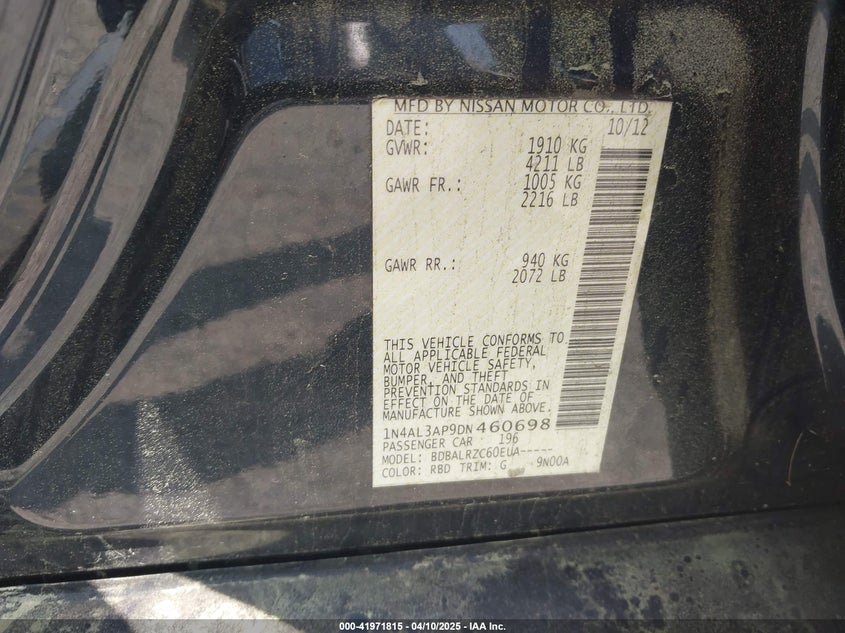 MFD BY NISSAN MOTOR CO., LTD.
DATE: 10/12
GVWR: 1910 KG
4211 LB
GAWR FR.: 1005 KG
2216 LB
GAWR RR.: 940 KG
2072 LB
THIS VEHICLE CONFORMS TO
ALL APPLICABLE FEDERAL
MOTOR VEHICLE SAFETY,
BUMPER, AND THEFT
PREVENTION STANDARDS IN
EFFECT ON THE DATE OF
MANUFACTURE SHOWN ABOVE.
1N4AL3AP9DN460698
PASSENGER CAR 196
MODEL: BDBALRZC60EUA-----
COLOR: RBD TRIM: G 9N00A
000-41971815 | 04/10/2025 | © IAA Inc.